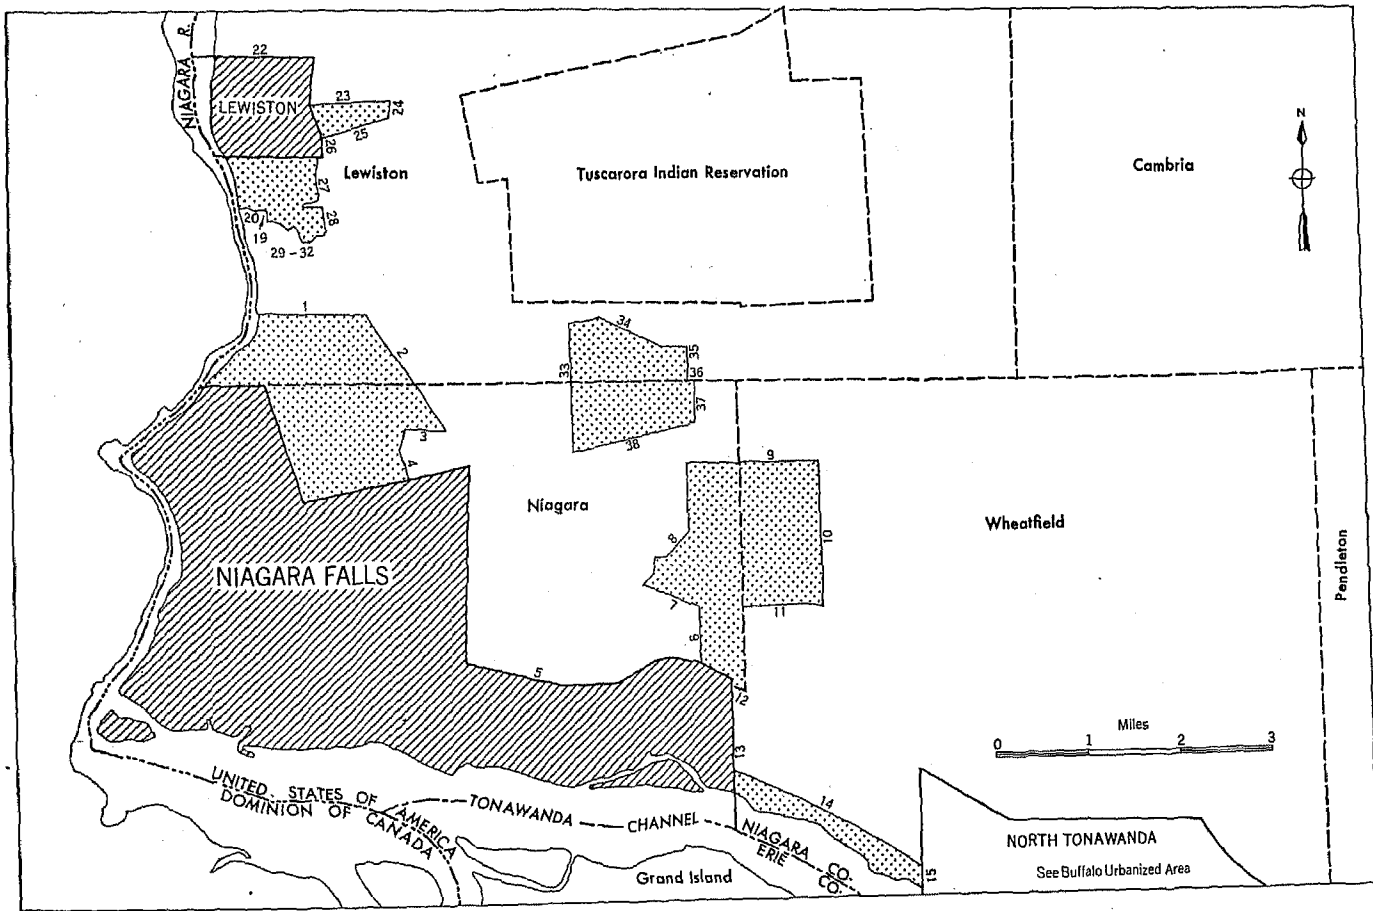 NIAGARA R.
22
LEWISTON
23
24
25
26
Lewiston
27
28
20
19
29-32
Tuscarora Indian Reservation
Cambria
N
1
2
3
4
33
34
35
36
37
38
Niagara
9
10
11
8
7
6
12
Wheatfield
Pendleton
NIAGARA FALLS
5
13
14
15
Miles
0 1 2 3
UNITED STATES OF AMERICA
DOMINION OF CANADA
TONAWANDA CHANNEL
NIAGARA CO.
ERIE CO.
Grand Island
NORTH TONAWANDA
See Buffalo Urbanized Area